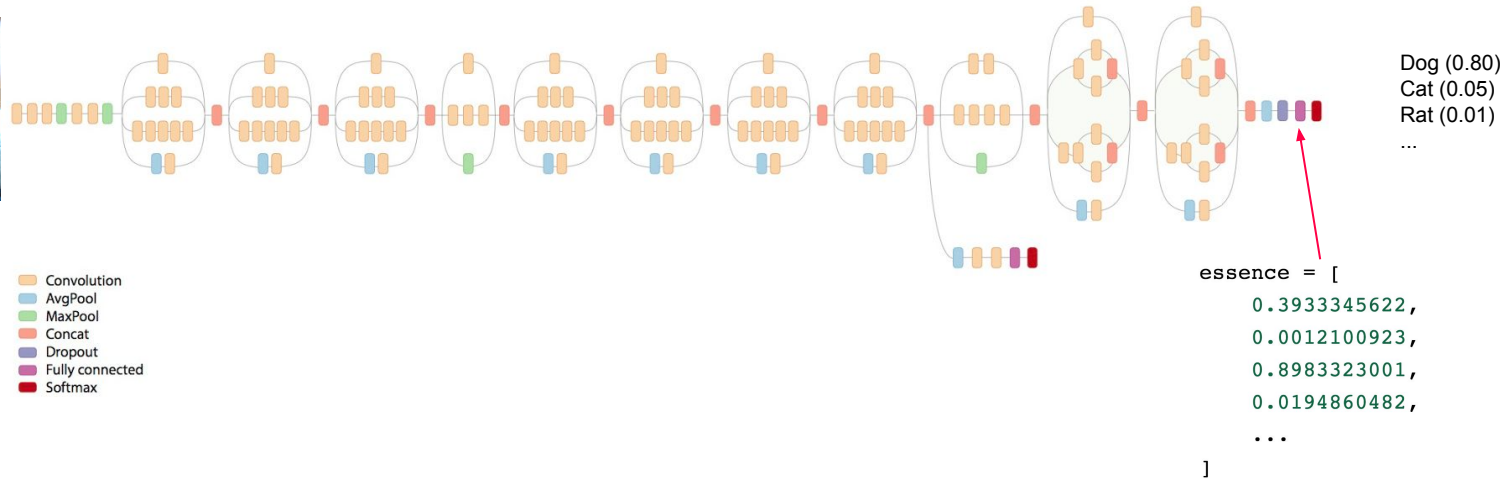 Dog (0.80)
Cat (0.05)
Rat (0.01)
...
Convolution
AvgPool
MaxPool
Concat
Dropout
Fully connected
Softmax
essence = [
0.3933345622,
0.0012100923,
0.8983323001,
0.0194860482,
...
]